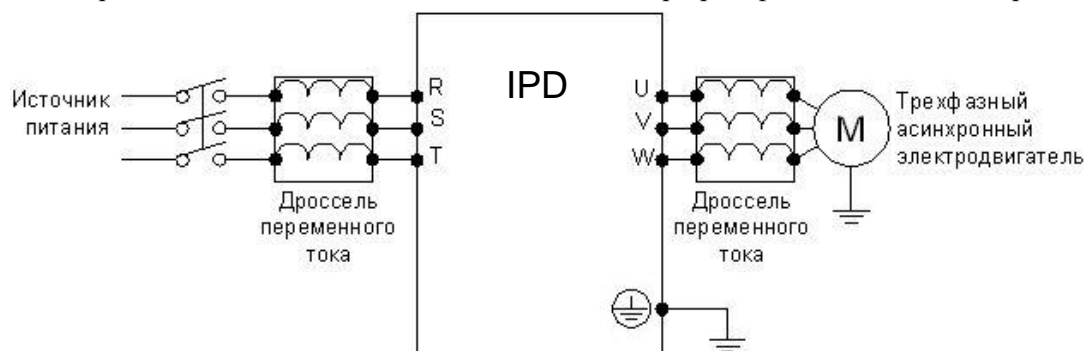 IPD
Источник
питания
R
S
T
U
V
W
M
Трехфазный
асинхронный
электродвигатель
Дроссель
переменного
тока
Дроссель
переменного
тока